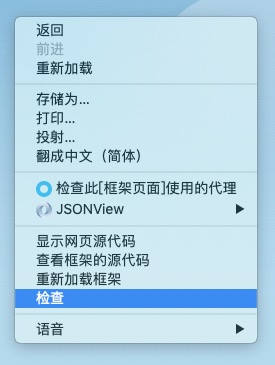 返回
前进
重新加载
存储为...
打印...
投射...
翻成中文（简体）
检查此[框架页面]使用的代理
JSONView
显示网页源代码
查看框架的源代码
重新加载框架
检查
语音